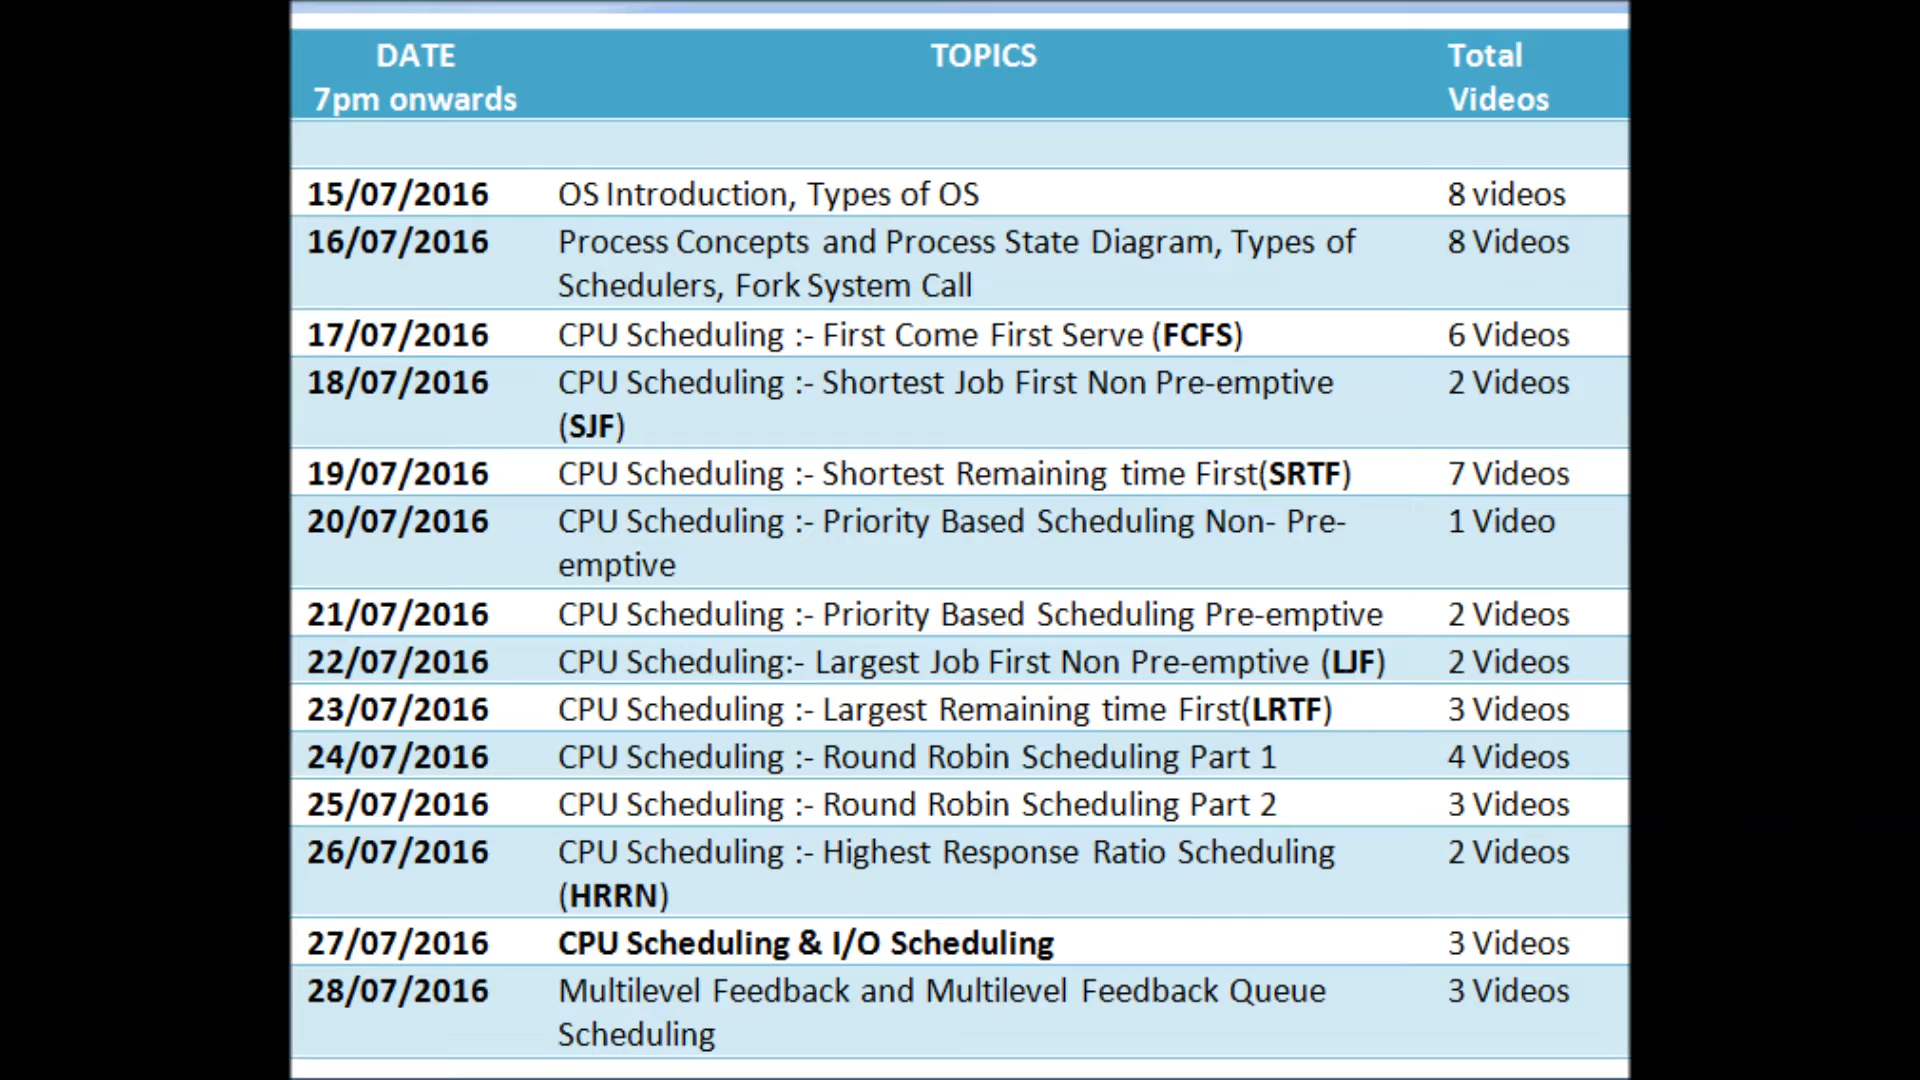 DATE TOPICS Total
7pm onwards Videos
15/07/2016 OS Introduction, Types of OS 8 videos
16/07/2016 Process Concepts and Process State Diagram, Types of 8 Videos
Schedulers, Fork System Call
17/07/2016 CPU Scheduling :- First Come First Serve (FCFS) 6 Videos
18/07/2016 CPU Scheduling :- Shortest Job First Non Pre-emptive 2 Videos
(SJF)
19/07/2016 CPU Scheduling :- Shortest Remaining time First(SRTF) 7 Videos
20/07/2016 CPU Scheduling :- Priority Based Scheduling Non- Pre- 1 Video
emptive
21/07/2016 CPU Scheduling :- Priority Based Scheduling Pre-emptive 2 Videos
22/07/2016 CPU Scheduling:- Largest Job First Non Pre-emptive (LJF) 2 Videos
23/07/2016 CPU Scheduling :- Largest Remaining time First(LRTF) 3 Videos
24/07/2016 CPU Scheduling :- Round Robin Scheduling Part 1 4 Videos
25/07/2016 CPU Scheduling :- Round Robin Scheduling Part 2 3 Videos
26/07/2016 CPU Scheduling :- Highest Response Ratio Scheduling 2 Videos
(HRRN)
27/07/2016 CPU Scheduling & I/O Scheduling 3 Videos
28/07/2016 Multilevel Feedback and Multilevel Feedback Queue 3 Videos
Scheduling